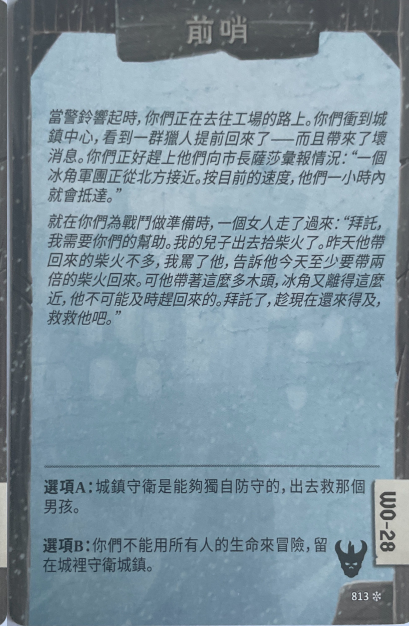 前哨
當警鈴響起時，你們正在去往工場的路上。你們衝到城
鎮中心，看到一群獵人提前回來了——而且帶來了壞
消息。你們正好趕上他們向市長薩莎彙報情況：“一個
冰角軍團正從北方接近。按目前的速度，他們一小時內
就會抵達。”
就在你們為戰鬥做準備時，一個女人走了過來：“拜託，
我需要你們的幫助。我的兒子出去拾柴火了。昨天他帶
回來的柴火不多，我罵了他，告訴他今天至少要帶兩
倍的柴火回來。可他帶著這麼多木頭，冰角又離得這麼
近，他不可能及時趕回來的。拜託了，趁現在還來得及，
救救他吧。”
選項A：城鎮守衛是能夠獨自防守的，出去救那個
男孩。
選項B：你們不能用所有人的生命來冒險，留
在城裡守衛城鎮。
WO-28
813